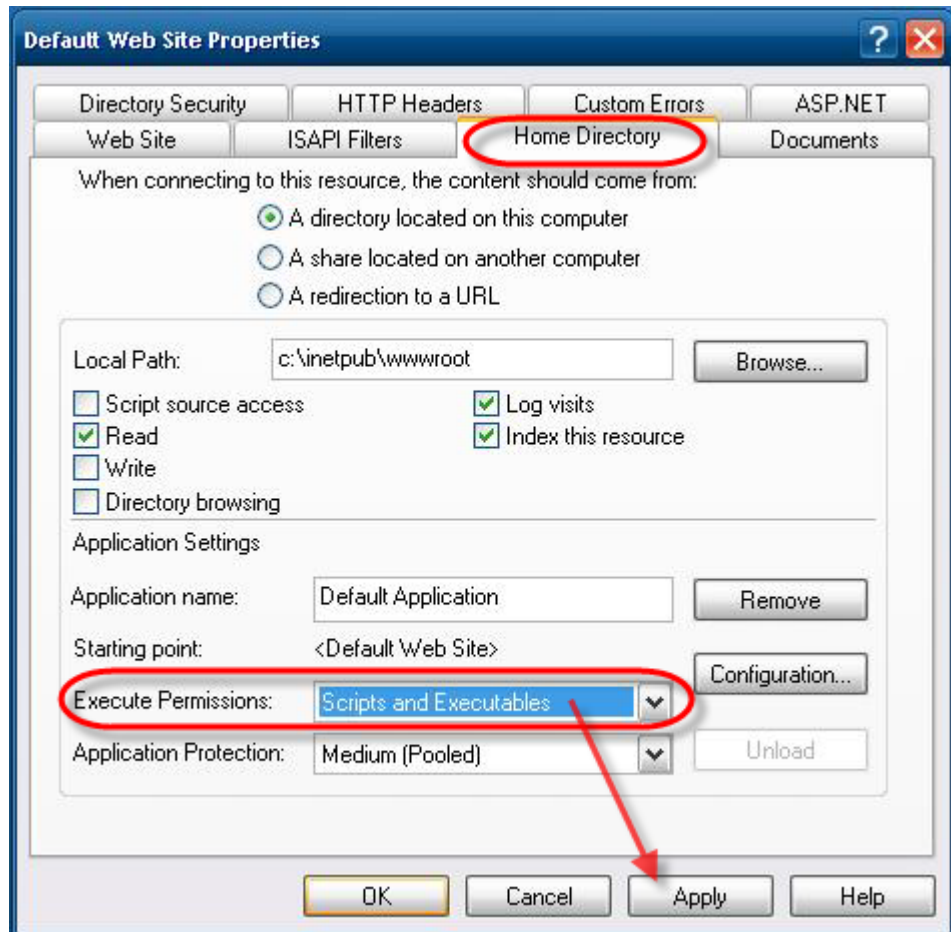 Default Web Site Properties
Directory Security HTTP Headers Custom Errors ASP.NET
Web Site ISAPI Filters Home Directory Documents
When connecting to this resource, the content should come from:
A directory located on this computer
A share located on another computer
A redirection to a URL
Local Path: c:\inetpub\wwwroot Browse...
Script source access Log visits
Read Index this resource
Write
Directory browsing
Application Settings
Application name: Default Application Remove
Starting point: <Default Web Site>
Configuration...
Execute Permissions: Scripts and Executables
Application Protection: Medium (Pooled) Unload
OK Cancel Apply Help